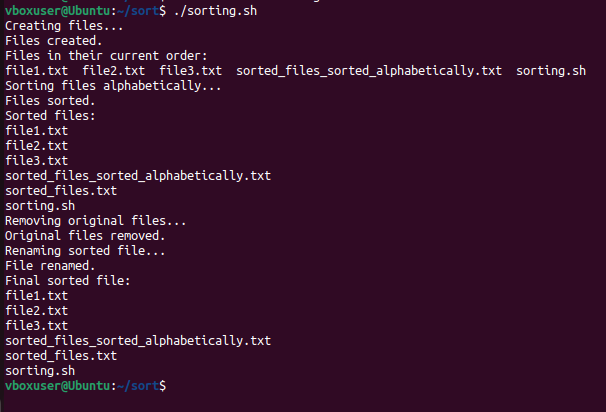 vboxuser@Ubuntu:~/sort$ ./sorting.sh
Creating files...
Files created.
Files in their current order:
file1.txt  file2.txt  file3.txt  sorted_files_sorted_alphabetically.txt  sorting.sh
Sorting files alphabetically...
Files sorted.
Sorted files:
file1.txt
file2.txt
file3.txt
sorted_files_sorted_alphabetically.txt
sorted_files.txt
sorting.sh
Removing original files...
Original files removed.
Renaming sorted file...
File renamed.
Final sorted file:
file1.txt
file2.txt
file3.txt
sorted_files_sorted_alphabetically.txt
sorted_files.txt
sorting.sh
vboxuser@Ubuntu:~/sort$